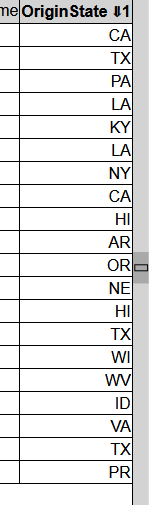 me OriginState ⇓1
CA
TX
PA
LA
KY
LA
NY
CA
HI
AR
OR
NE
HI
TX
WI
WV
ID
VA
TX
PR